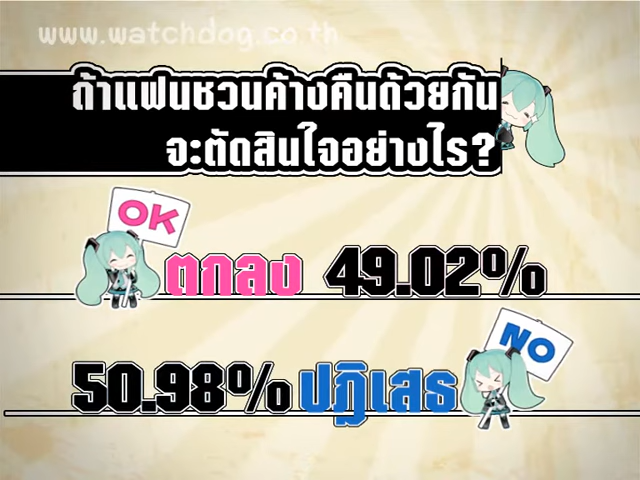 www.watchdog.co.th
ถ้าแฟนชวนค้างคืนด้วยกัน
จะตัดสินใจอย่างไร?
OK
ตกลง 49.02%
NO
50.98% ปฏิเสธ